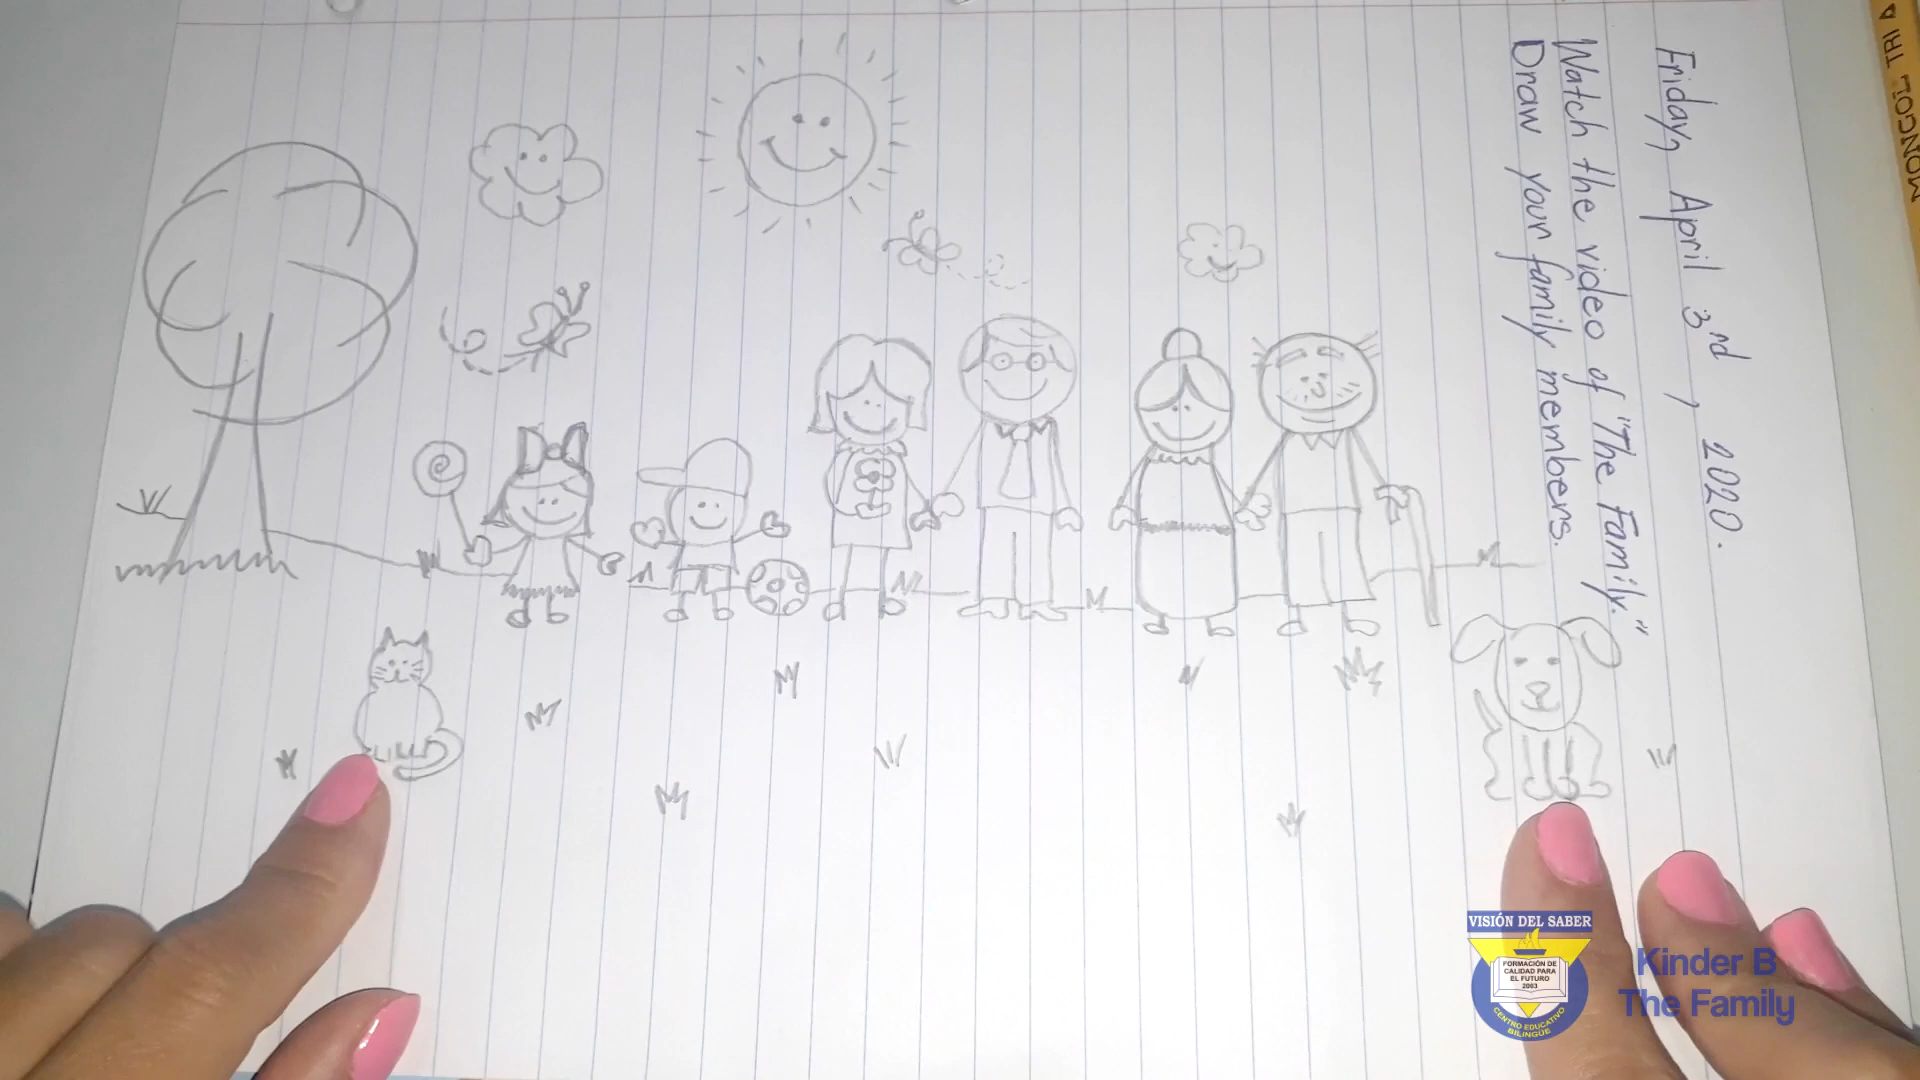 Friday, April 3rd, 2020.
Watch the video of "The Family."
Draw your family members.
MONGOL TRI
VISIÓN DEL SABER
FORMACIÓN DE
CALIDAD PARA
EL FUTURO
2003
CENTRO EDUCATIVO
BILINGÜE
Kinder B
The Family